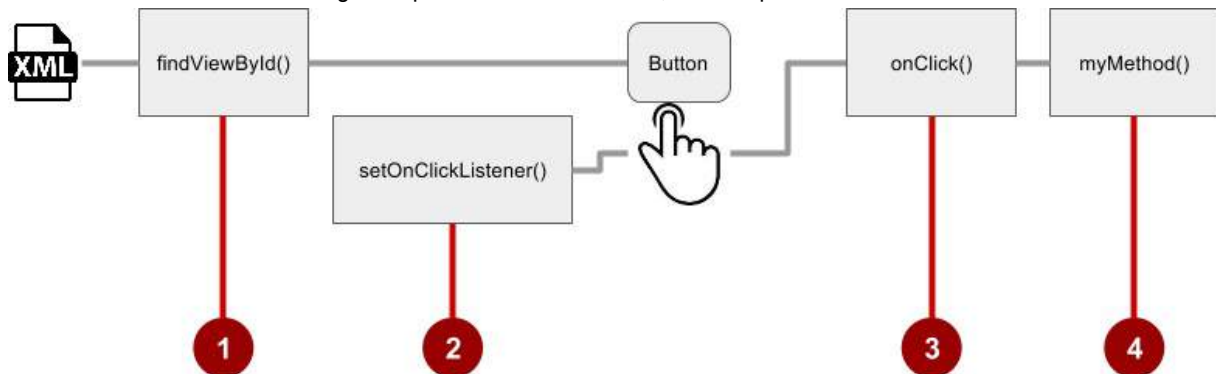 XML
findViewById()
Button
onClick()
myMethod()
setOnClickListener()
1
2
3
4